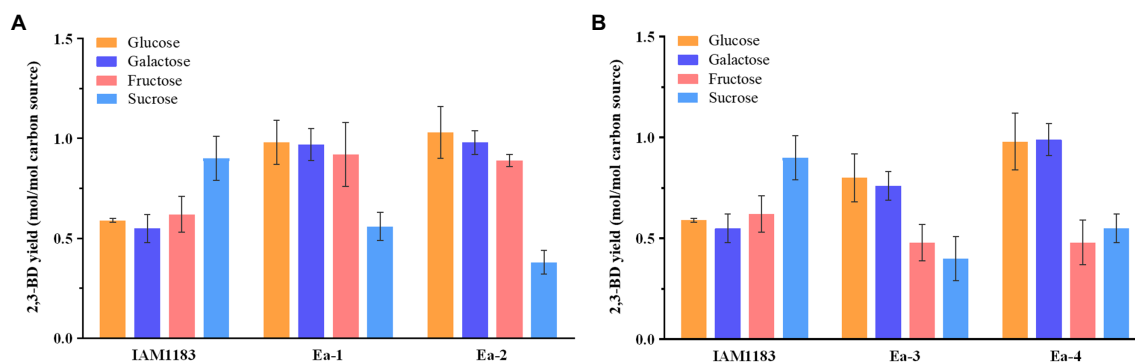 A
2,3-BD yield (mol/mol carbon source)
1.5
1.0
0.5
0.0
Glucose
Galactose
Fructose
Sucrose
IAM1183 Ea-1 Ea-2
B
2,3-BD yield (mol/mol carbon source)
1.5
1.0
0.5
0.0
Glucose
Galactose
Fructose
Sucrose
IAM1183 Ea-3 Ea-4